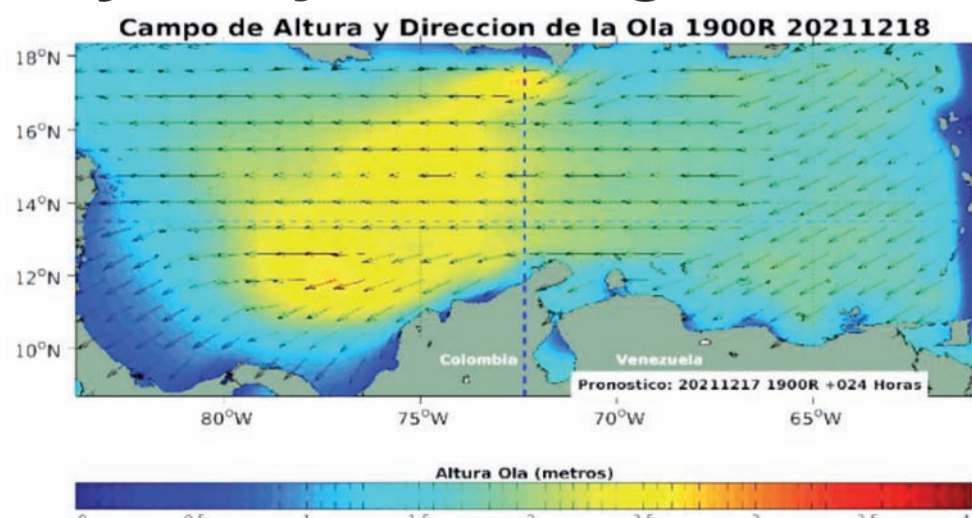 Campo de Altura y Direccion de la Ola 1900R 20211218
18°N
16°N
14°N
12°N
10°N
Colombia
Venezuela
Pronostico: 20211217 1900R +024 Horas
80°W
75°W
70°W
65°W
Altura Ola (metros)